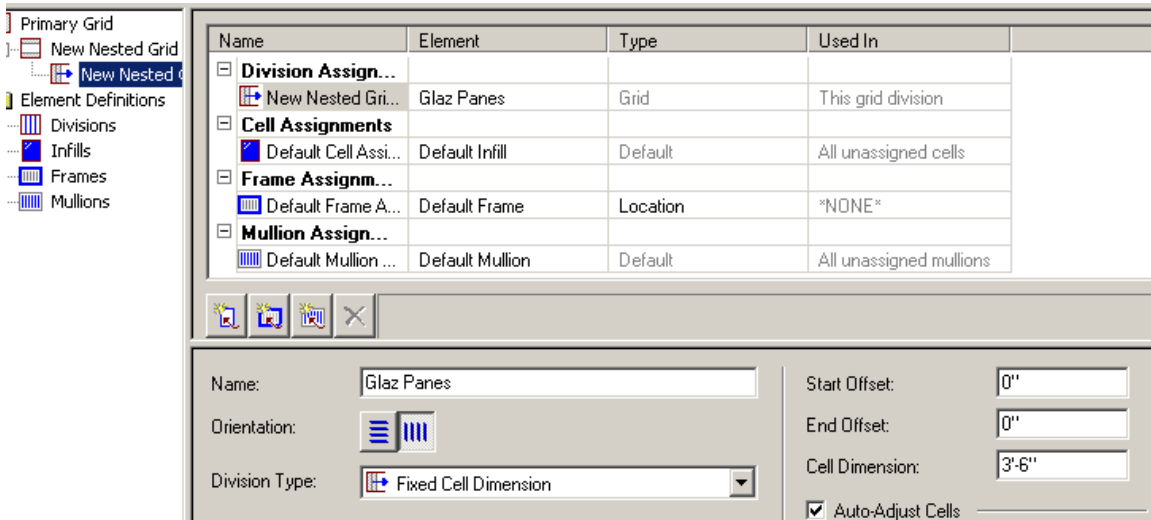 Primary Grid
New Nested Grid
New Nested
Element Definitions
Divisions
Infills
Frames
Mullions
Name Element Type Used In
Division Assign...
New Nested Gri... Glaz Panes Grid This grid division
Cell Assignments
Default Cell Assi... Default Infill Default All unassigned cells
Frame Assignm...
Default Frame A... Default Frame Location *NONE*
Mullion Assign...
Default Mullion ... Default Mullion Default All unassigned mullions
Name: Glaz Panes
Orientation:
Division Type: Fixed Cell Dimension
Start Offset: 0"
End Offset: 0"
Cell Dimension: 3'-6"
Auto-Adjust Cells